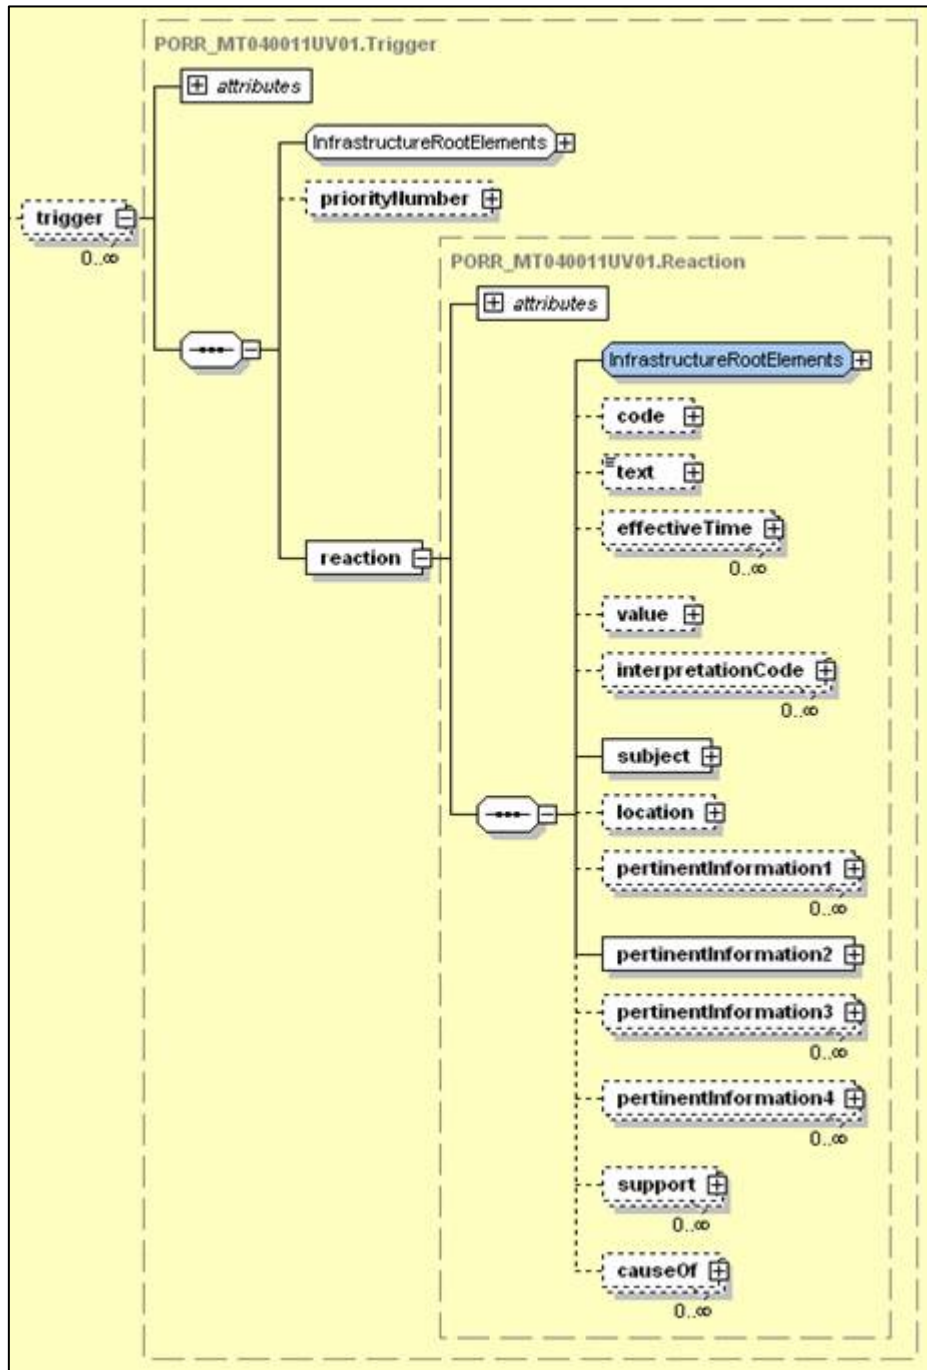 PORR_MT040011UV01.Trigger
attributes
InfrastructureRootElements
priorityNumber
trigger
0..∞
PORR_MT040011UV01.Reaction
attributes
InfrastructureRootElements
code
text
effectiveTime
0..∞
reaction
value
interpretationCode
0..∞
subject
location
pertinentInformation1
0..∞
pertinentInformation2
pertinentInformation3
0..∞
pertinentInformation4
0..∞
support
0..∞
causeOf
0..∞